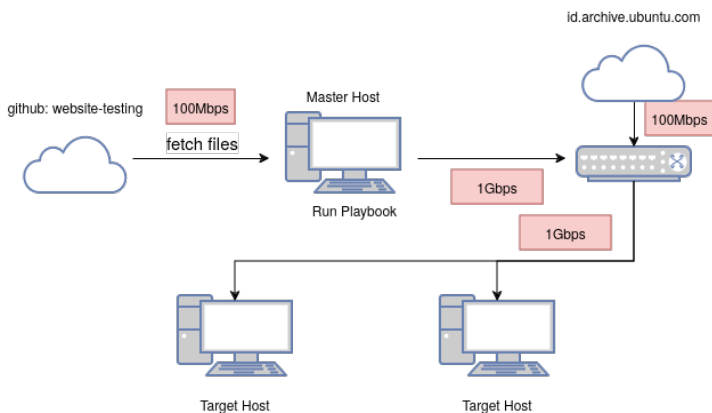 id.archive.ubuntu.com
github: website-testing
100Mbps
fetch files
Master Host
100Mbps
Run Playbook
1Gbps
1Gbps
Target Host
Target Host